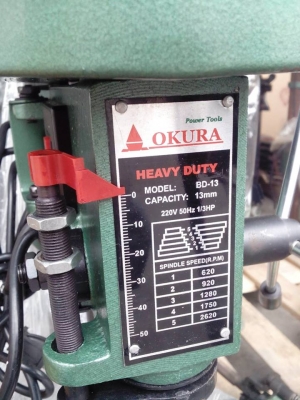 Power Tools
OKURA
HEAVY DUTY
MODEL: BD-13
CAPACITY: 13mm
220V 50Hz 1/3HP
0
10
20
30
40
50
SPINDLE SPEED(R.P.M)
1 620
2 920
3 1280
4 1750
5 2620